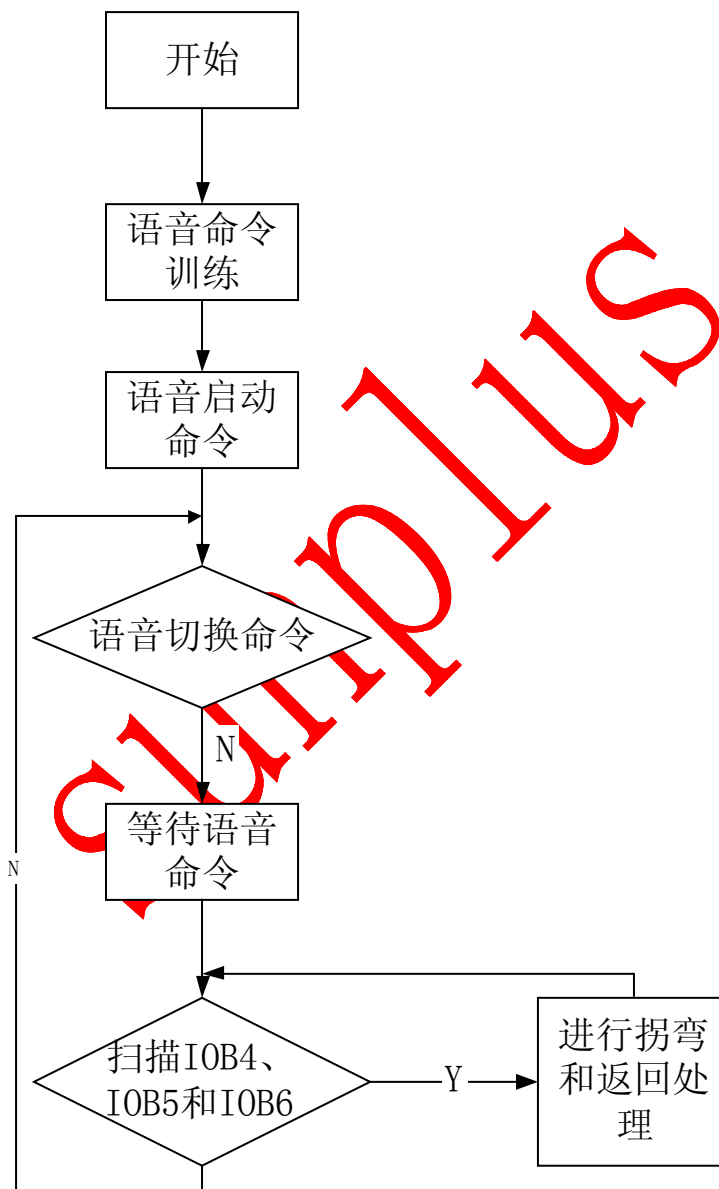 开始
语音命令
训练
语音启动
命令
语音切换命令
N
等待语音
命令
N
扫描IOB4、
IOB5和IOB6
Y
进行拐弯
和返回处
理
sunplus